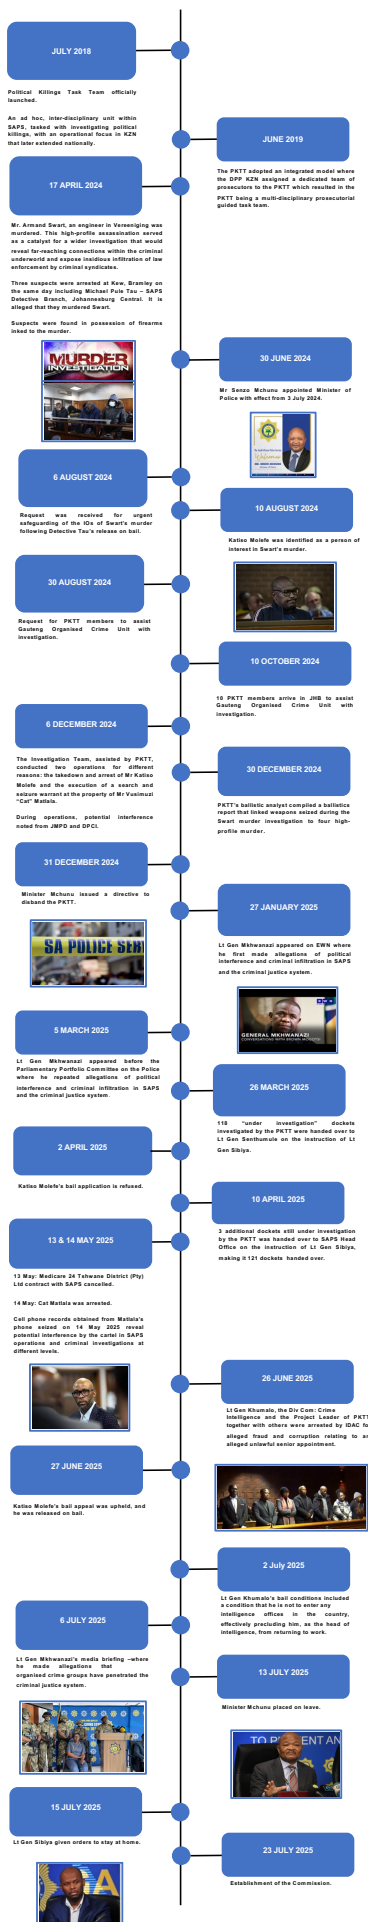 JULY 2018
Political Killings Task Team officially
launched.
An ad hoc, inter-disciplinary unit within
SAPS, tasked with investigating political
killings, with an operational focus in KZN
that later extended nationally.
JUNE 2019
The PKTT adopted an integrated model where
the DPP KZN assigned a dedicated team of
prosecutors to the PKTT which resulted in the
PKTT being a multi-disciplinary prosecutorial
guided task team.
17 APRIL 2024
Mr. Armand Swart, an engineer in Vereeniging was
murdered. This high-profile assassination served
as a catalyst for a wider investigation that would
reveal far-reaching connections within the criminal
underworld and expose insidious infiltration of law
enforcement by criminal syndicates.
Three suspects were arrested at Kew, Bramley on
the same day including Michael Pule Tau – SAPS
Detective Branch, Johannesburg Central. It is
alleged that they murdered Swart.
Suspects were found in possession of firearms
linked to the murder.
MURDER
INVESTIGATION
30 JUNE 2024
Mr Senzo Mchunu appointed Minister of
Police with effect from 3 July 2024.
6 AUGUST 2024
Request was received for urgent
safeguarding of the IOs of Swart's murder
following Detective Tau's release on bail.
10 AUGUST 2024
Katiso Molefe was identified as a person of
interest in Swart's murder.
30 AUGUST 2024
Request for PKTT members to assist
Gauteng Organised Crime Unit with
investigation.
10 OCTOBER 2024
10 PKTT members arrive in JHB to assist
Gauteng Organised Crime Unit with
investigation.
6 DECEMBER 2024
The Investigation Team, assisted by PKTT,
conducted two operations for different
reasons: the takedown and arrest of Mr Katiso
Molefe and the execution of a search and
seizure warrant at the property of Mr Vusimuzi
"Cat" Matlala.
During operations, potential interference
noted from JMPD and DPCI.
30 DECEMBER 2024
PKTT's ballistic analyst compiled a ballistics
report that linked weapons seized during the
Swart murder investigation to four high-
profile murder.
31 DECEMBER 2024
Minister Mchunu issued a directive to
disband the PKTT.
SA POLICE SER
27 JANUARY 2025
Lt Gen Mkhwanazi appeared on EWN where
he first made allegations of political
interference and criminal infiltration in SAPS
and the criminal justice system.
GENERAL MKHWANAZI
5 MARCH 2025
Lt Gen Mkhwanazi appeared before the
Parliamentary Portfolio Committee on the Police
where he repeated allegations of political
interference and criminal infiltration in SAPS
and the criminal justice system.
26 MARCH 2025
118 "under investigation" dockets
investigated by the PKTT were handed over to
Lt Gen Senthumule on the instruction of Lt
Gen Sibiya.
2 APRIL 2025
Katiso Molefe's bail application is refused.
10 APRIL 2025
3 additional dockets still under investigation
by the PKTT was handed over to SAPS Head
Office on the instruction of Lt Gen Sibiya,
making it 121 dockets handed over.
13 & 14 MAY 2025
13 May: Medicare 24 Tshwane District (Pty)
Ltd contract with SAPS cancelled.
14 May: Cat Matlala was arrested.
Cell phone records obtained from Matlala's
phone seized on 14 May 2025 reveal
potential interference by the cartel in SAPS
operations and criminal investigations at
different levels.
26 JUNE 2025
Lt Gen Khumalo, the Div Com: Crime
Intelligence and the Project Leader of PKTT
together with others were arrested by IDAC fo
alleged fraud and corruption relating to an
alleged unlawful senior appointment.
27 JUNE 2025
Katiso Molefe's bail appeal was upheld, and
he was released on bail.
2 July 2025
Lt Gen Khumalo's bail conditions included
a condition that he is not to enter any
intelligence offices in the country,
effectively precluding him, as the head of
intelligence, from returning to work.
6 JULY 2025
Lt Gen Mkhwanazi's media briefing –where
he made allegations that
organised crime groups have penetrated the
criminal justice system.
13 JULY 2025
Minister Mchunu placed on leave.
15 JULY 2025
Lt Gen Sibiya given orders to stay at home.
23 JULY 2025
Establishment of the Commission.